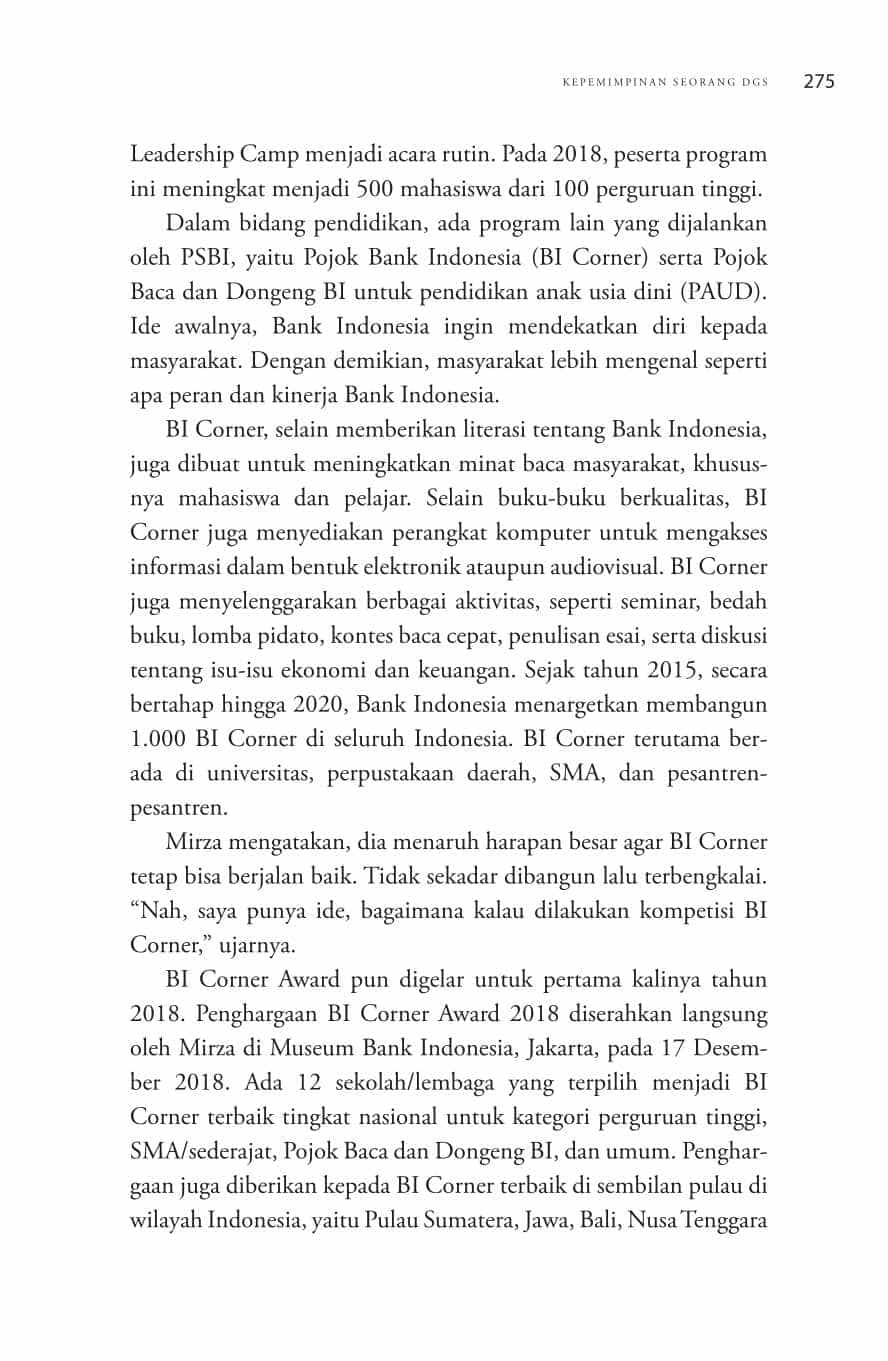 KEPEMIMPINAN SEORANG DGS 275
Leadership Camp menjadi acara rutin. Pada 2018, peserta program
ini meningkat menjadi 500 mahasiswa dari 100 perguruan tinggi.
Dalam bidang pendidikan, ada program lain yang dijalankan
oleh PSBI, yaitu Pojok Bank Indonesia (BI Corner) serta Pojok
Baca dan Dongeng BI untuk pendidikan anak usia dini (PAUD).
Ide awalnya, Bank Indonesia ingin mendekatkan diri kepada
masyarakat. Dengan demikian, masyarakat lebih mengenal seperti
apa peran dan kinerja Bank Indonesia.
BI Corner, selain memberikan literasi tentang Bank Indonesia,
juga dibuat untuk meningkatkan minat baca masyarakat, khusus-
nya mahasiswa dan pelajar. Selain buku-buku berkualitas, BI
Corner juga menyediakan perangkat komputer untuk mengakses
informasi dalam bentuk elektronik ataupun audiovisual. BI Corner
juga menyelenggarakan berbagai aktivitas, seperti seminar, bedah
buku, lomba pidato, kontes baca cepat, penulisan esai, serta diskusi
tentang isu-isu ekonomi dan keuangan. Sejak tahun 2015, secara
bertahap hingga 2020, Bank Indonesia menargetkan membangun
1.000 BI Corner di seluruh Indonesia. BI Corner terutama ber-
ada di universitas, perpustakaan daerah, SMA, dan pesantren-
pesantren.
Mirza mengatakan, dia menaruh harapan besar agar BI Corner
tetap bisa berjalan baik. Tidak sekadar dibangun lalu terbengkalai.
“Nah, saya punya ide, bagaimana kalau dilakukan kompetisi BI
Corner,” ujarnya.
BI Corner Award pun digelar untuk pertama kalinya tahun
2018. Penghargaan BI Corner Award 2018 diserahkan langsung
oleh Mirza di Museum Bank Indonesia, Jakarta, pada 17 Desem-
ber 2018. Ada 12 sekolah/lembaga yang terpilih menjadi BI
Corner terbaik tingkat nasional untuk kategori perguruan tinggi,
SMA/sederajat, Pojok Baca dan Dongeng BI, dan umum. Penghar-
gaan juga diberikan kepada BI Corner terbaik di sembilan pulau di
wilayah Indonesia, yaitu Pulau Sumatera, Jawa, Bali, Nusa Tenggara